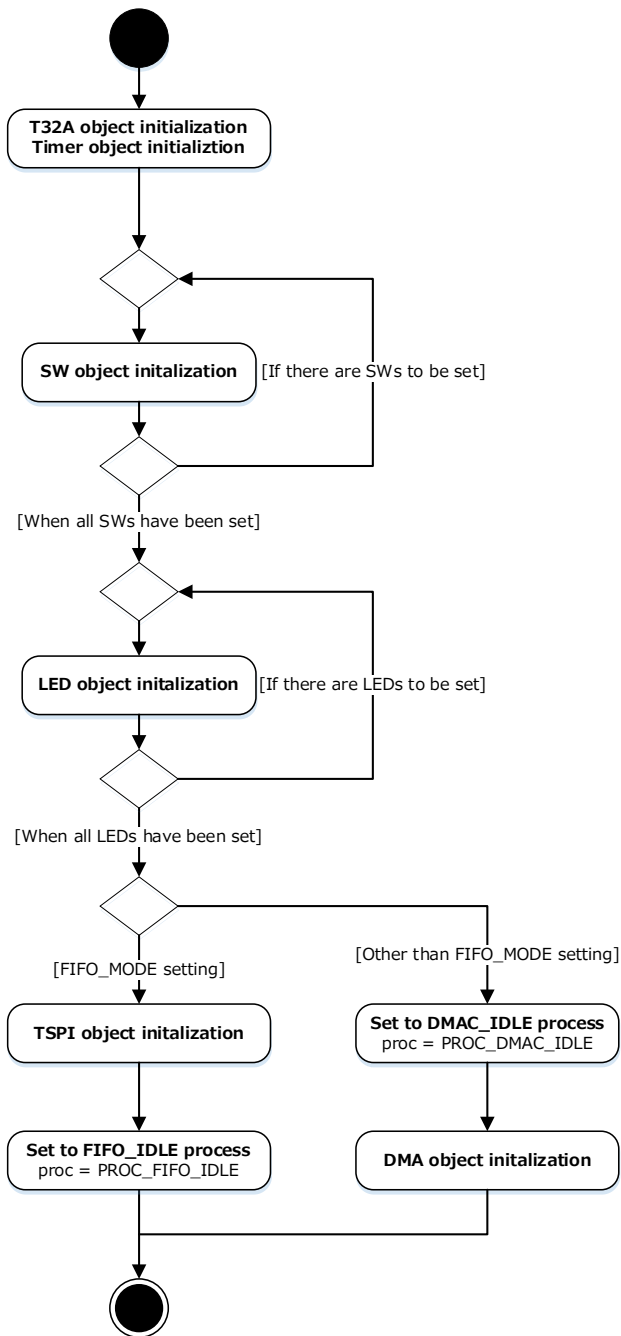 T32A object initialization
Timer object initializtion
SW object initalization
[If there are SWs to be set]
[When all SWs have been set]
LED object initalization
[If there are LEDs to be set]
[When all LEDs have been set]
[FIFO_MODE setting]
[Other than FIFO_MODE setting]
TSPI object initalization
Set to DMAC_IDLE process
proc = PROC_DMAC_IDLE
Set to FIFO_IDLE process
proc = PROC_FIFO_IDLE
DMA object initalization